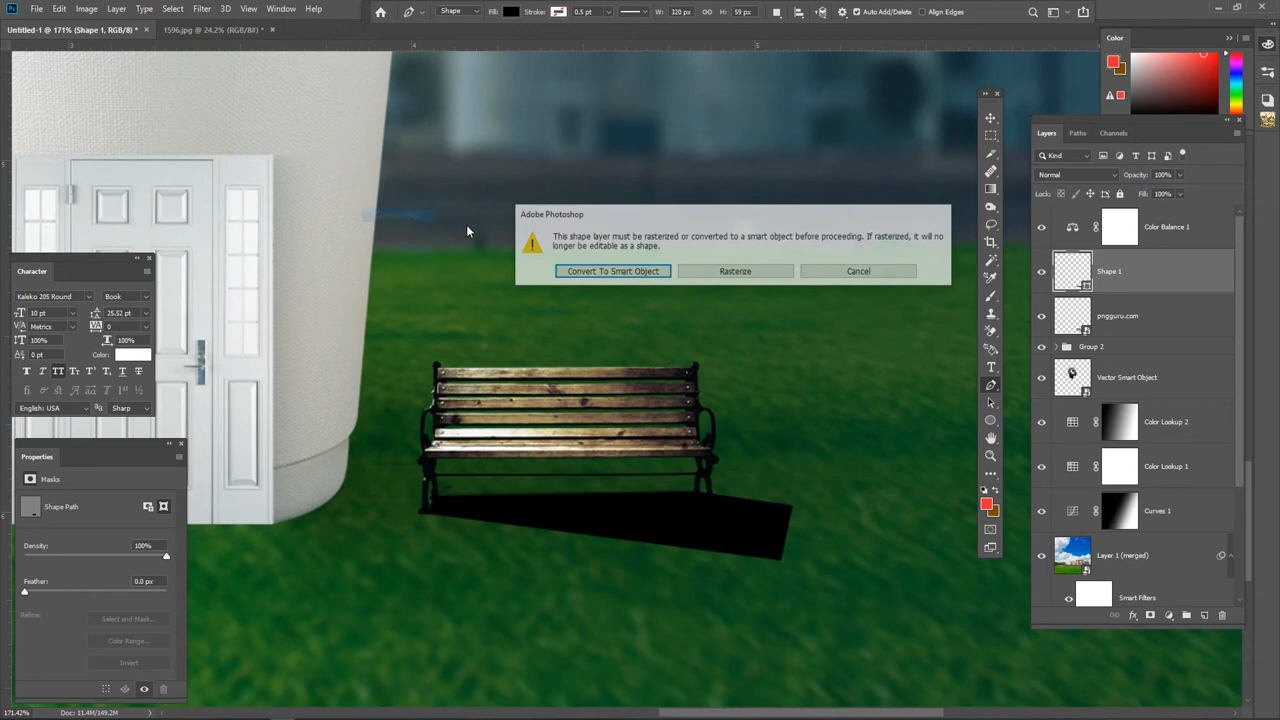 Ps File Edit Image Layer Type Select Filter 3D View Window Help
Shape Fill: Stroke: 0.5 pt W: 320 px H: 59 px Auto Add/Delete Align Edges
Untitled-1 @ 171% (Shape 1, RGB/8) * × 1596.jpg @ 24.2% (RGB/8#) * ×
3 4 5 6
5
6
Color
Adobe Photoshop
This shape layer must be rasterized or converted to a smart object before proceeding. If rasterized, it will no
longer be editable as a shape.
Convert To Smart Object Rasterize Cancel
Character
Kaleko 205 Round Book
10 pt 25.52 pt
Metrics 0
100% 100%
0 pt Color:
English: USA Sharp
Properties
Masks
Shape Path
Density: 100%
Feather: 0.0 px
Refine: Select and Mask...
Color Range...
Invert
Layers Paths Channels
Kind
Normal Opacity: 100%
Lock: Fill: 100%
Color Balance 1
Shape 1
pngguru.com
Group 2
Vector Smart Object
Color Lookup 2
Color Lookup 1
Curves 1
Layer 1 (merged)
Smart Filters
171.42% Doc: 11.4M/149.2M